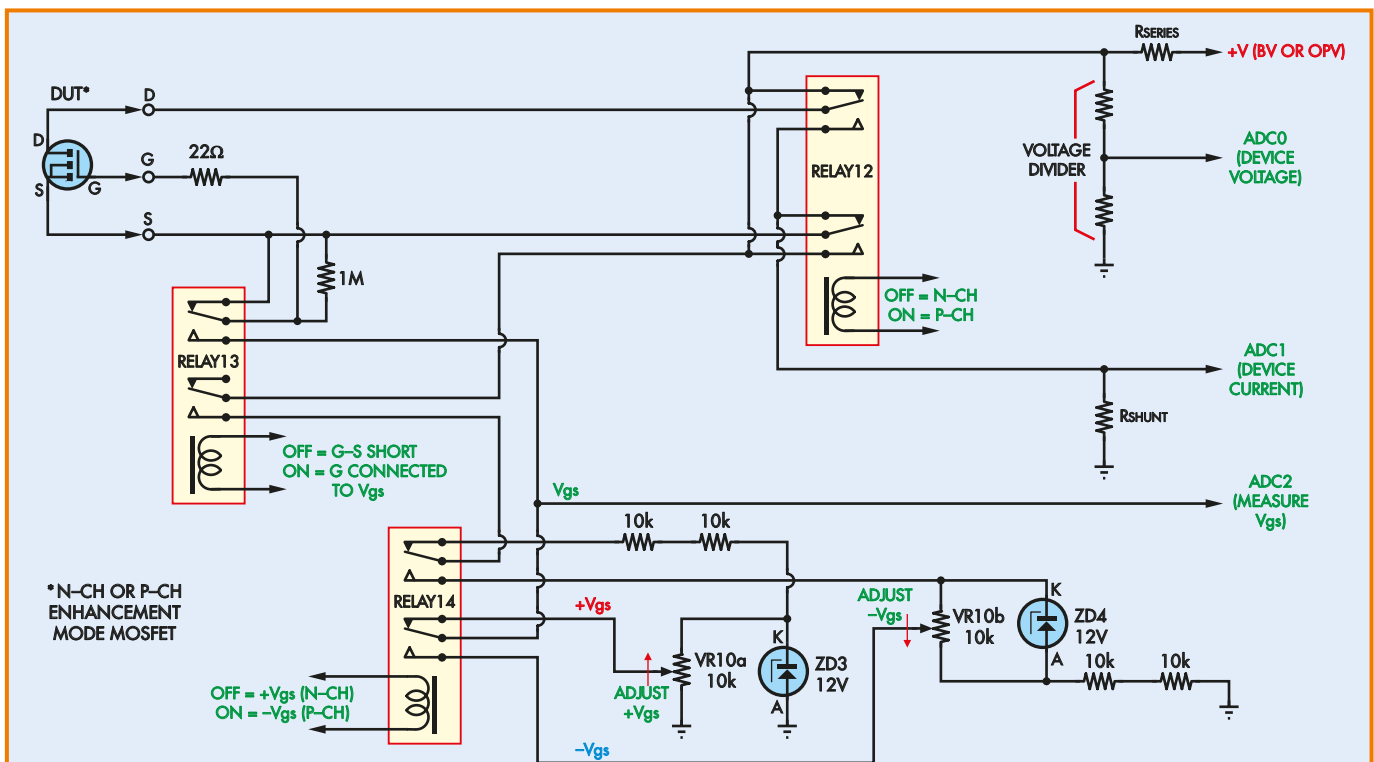 RSERIES
+V (BV OR OPV)
DUT*
D
D
G
22Ω
S
G
S
1M
RELAY12
VOLTAGE
DIVIDER
ADC0
(DEVICE
VOLTAGE)
OFF = N–CH
ON = P–CH
RELAY13
ADC1
(DEVICE
CURRENT)
RSHUNT
OFF = G–S SHORT
ON = G CONNECTED
TO Vgs
Vgs
ADC2
(MEASURE
Vgs)
10k
10k
* N–CH OR P–CH
ENHANCEMENT
MODE MOSFET
RELAY14
+Vgs
ADJUST
–Vgs
VR10b
10k
K
ZD4
12V
A
10k
10k
K
VR10a
10k
ZD3
12V
A
ADJUST
+Vgs
OFF = +Vgs (N–CH)
ON = –Vgs (P–CH)
–Vgs